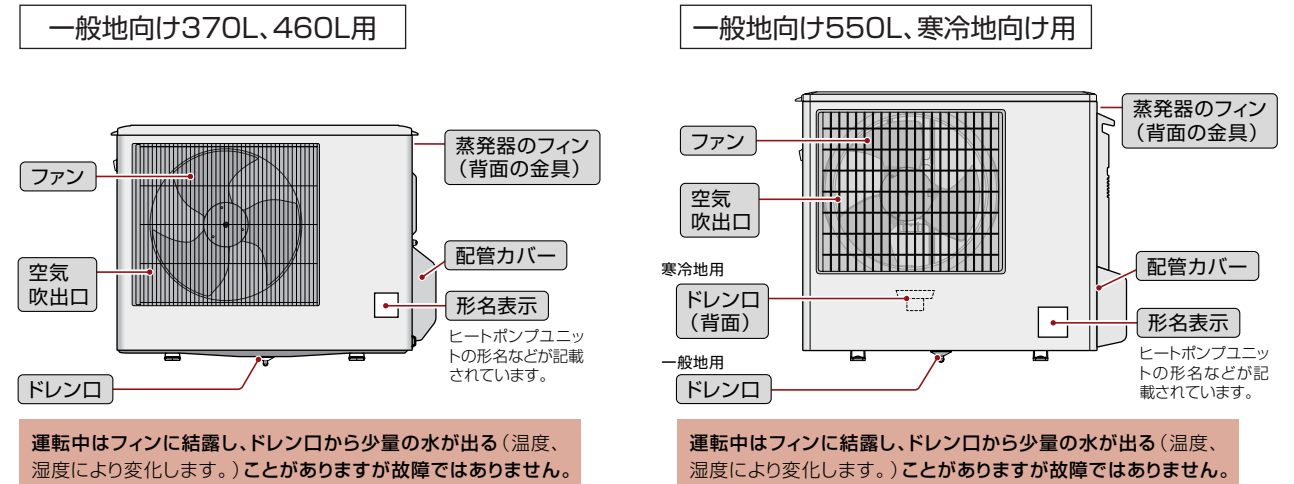 一般地向け370L、460L用
ファン
空気
吹出口
ドレン口
蒸発器のフィン
（背面の金具）
配管カバー
形名表示
ヒートポンプユニッ
トの形名などが記載
されています。
運転中はフィンに結露し、ドレン口から少量の水が出る（温度、
湿度により変化します。）ことがありますが故障ではありません。
一般地向け550L、寒冷地向け用
ファン
空気
吹出口
寒冷地用
ドレン口
（背面）
一般地用
ドレン口
蒸発器のフィン
（背面の金具）
配管カバー
形名表示
ヒートポンプユニッ
トの形名などが記
載されています。
運転中はフィンに結露し、ドレン口から少量の水が出る（温度、
湿度により変化します。）ことがありますが故障ではありません。